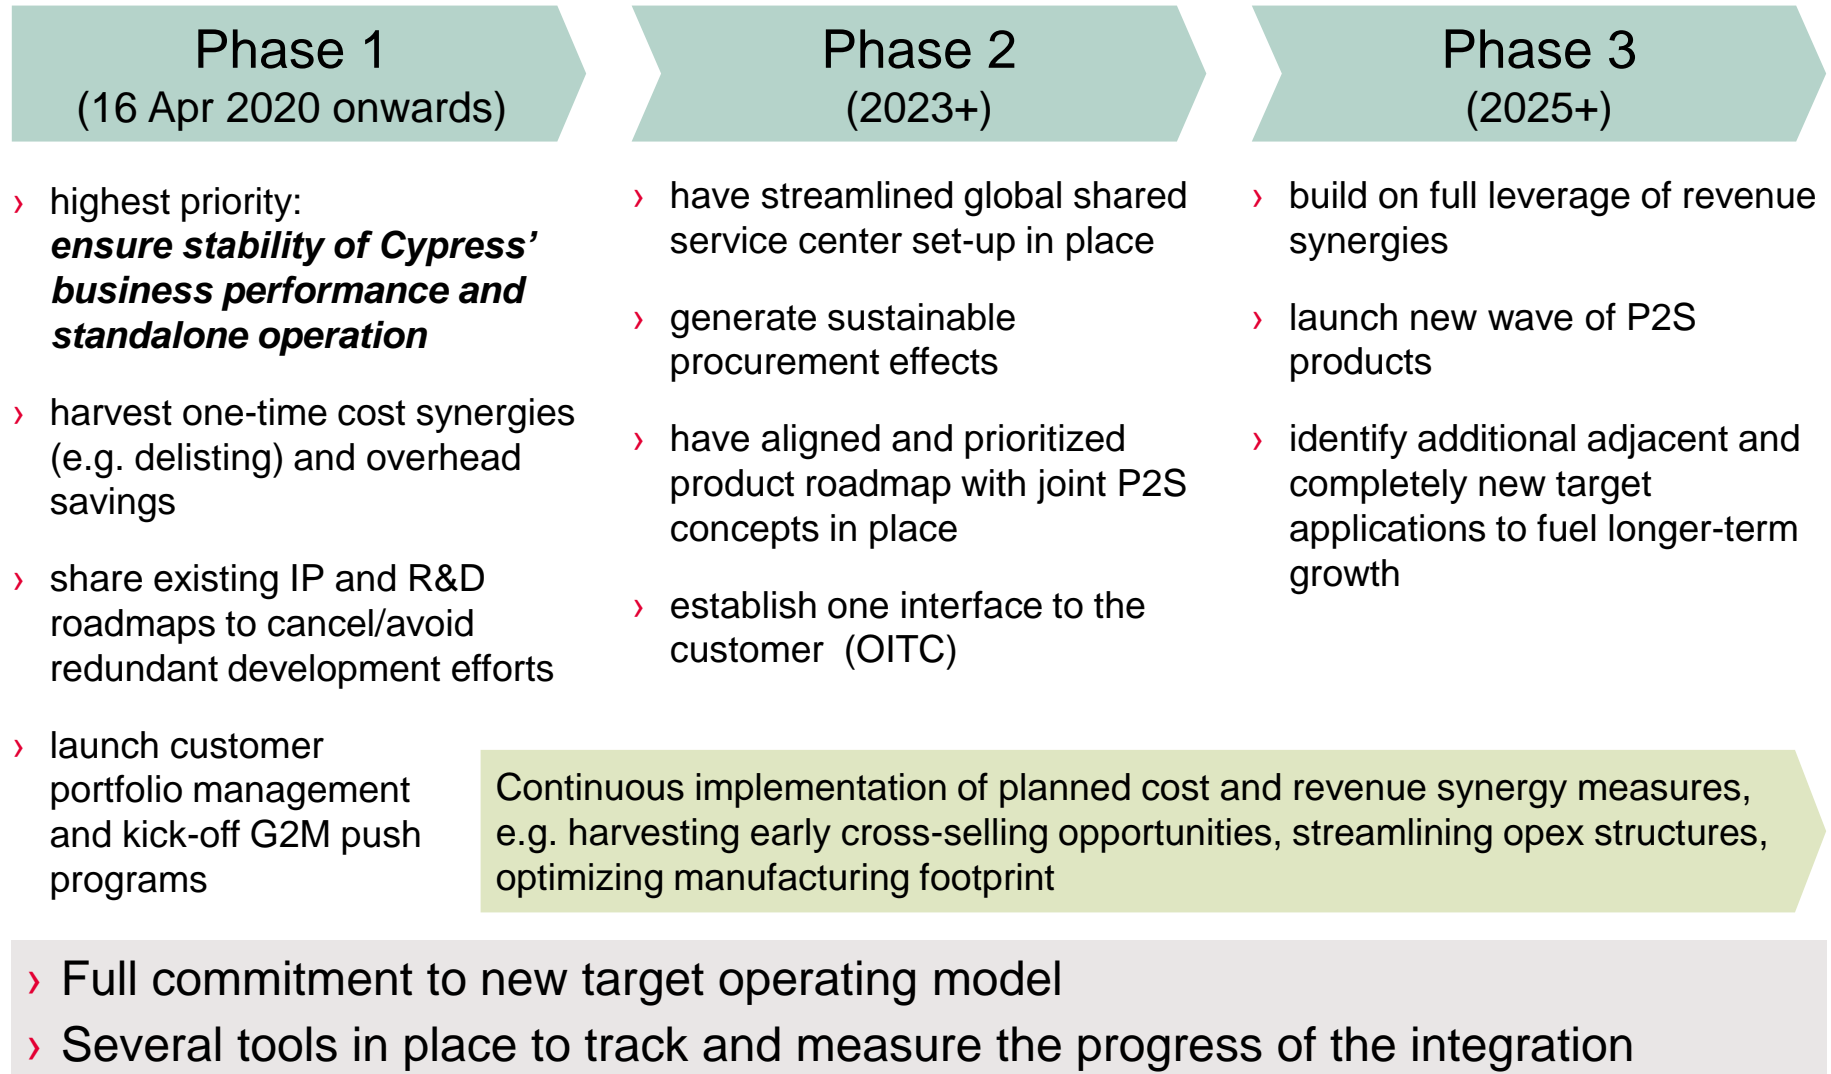 Phase 1
(16 Apr 2020 onwards)
› highest priority:
ensure stability of Cypress’
business performance and
standalone operation
› harvest one-time cost synergies
(e.g. delisting) and overhead
savings
› share existing IP and R&D
roadmaps to cancel/avoid
redundant development efforts
› launch customer
portfolio management
and kick-off G2M push
programs
Phase 2
(2023+)
› have streamlined global shared
service center set-up in place
› generate sustainable
procurement effects
› have aligned and prioritized
product roadmap with joint P2S
concepts in place
› establish one interface to the
customer (OITC)
Phase 3
(2025+)
› build on full leverage of revenue
synergies
› launch new wave of P2S
products
› identify additional adjacent and
completely new target
applications to fuel longer-term
growth
Continuous implementation of planned cost and revenue synergy measures,
e.g. harvesting early cross-selling opportunities, streamlining opex structures,
optimizing manufacturing footprint
› Full commitment to new target operating model
› Several tools in place to track and measure the progress of the integration